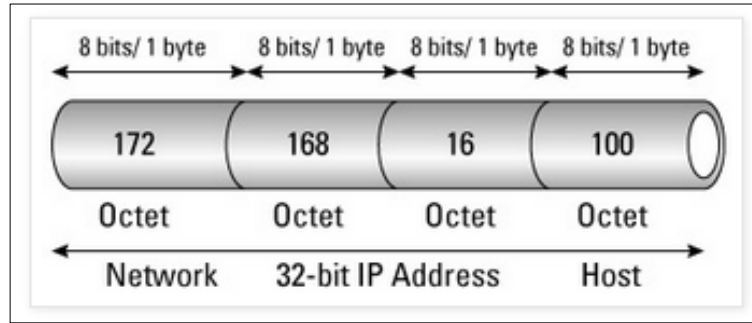 8 bits/ 1 byte 8 bits/ 1 byte 8 bits/ 1 byte 8 bits/ 1 byte
172 168 16 100
Octet Octet Octet Octet
Network 32-bit IP Address Host